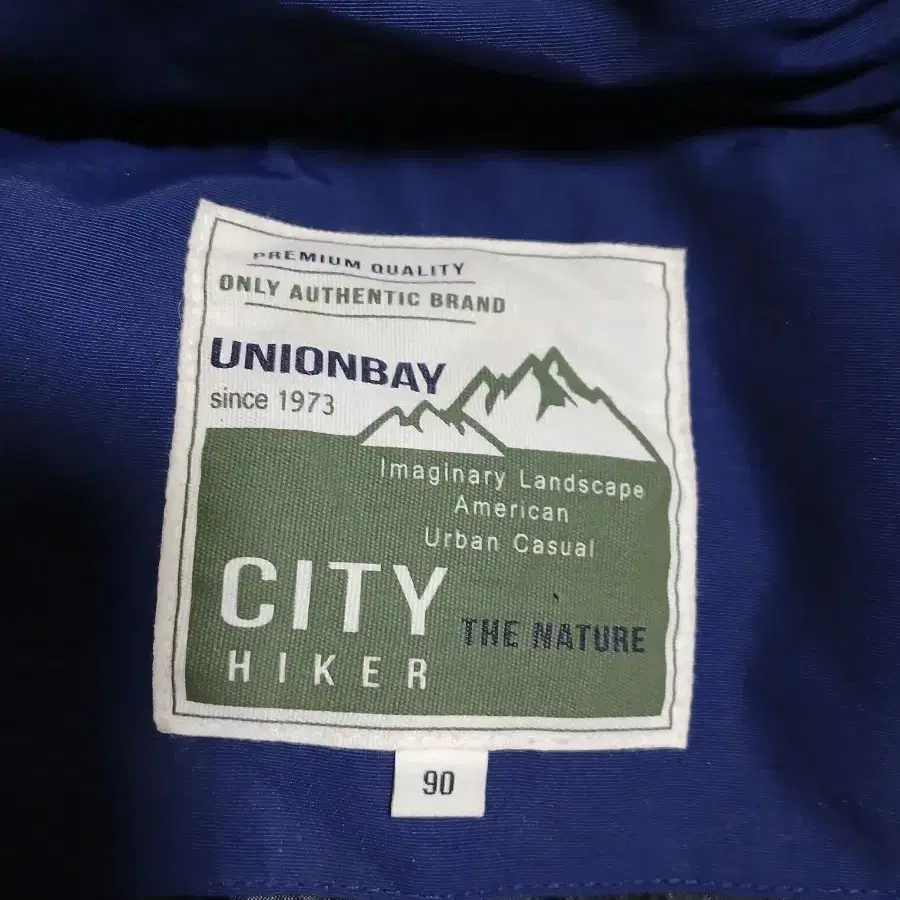 PREMIUM QUALITY
ONLY AUTHENTIC BRAND
UNIONBAY
since 1973
Imaginary Landscape
American
Urban Casual
CITY
THE NATURE
HIKER
90